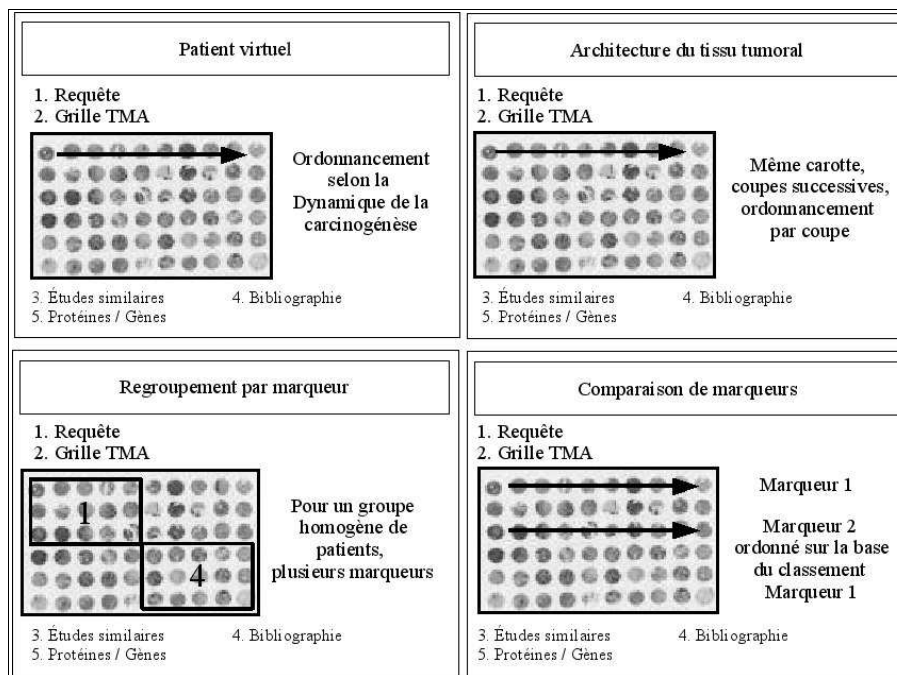 Patient virtuel
1. Requête
2. Grille TMA
Ordonnancement
selon la
Dynamique de la
carcinogénèse
3. Études similaires 4. Bibliographie
5. Protéines / Gènes
Architecture du tissu tumoral
1. Requête
2. Grille TMA
Même carotte,
coupes successives,
ordonnancement
par coupe
3. Études similaires 4. Bibliographie
5. Protéines / Gènes
Regroupement par marqueur
1. Requête
2. Grille TMA
1
4
Pour un groupe
homogène de
patients,
plusieurs marqueurs
3. Études similaires 4. Bibliographie
5. Protéines / Gènes
Comparaison de marqueurs
1. Requête
2. Grille TMA
Marqueur 1
Marqueur 2
ordonné sur la base
du classement
Marqueur 1
3. Études similaires 4. Bibliographie
5. Protéines / Gènes